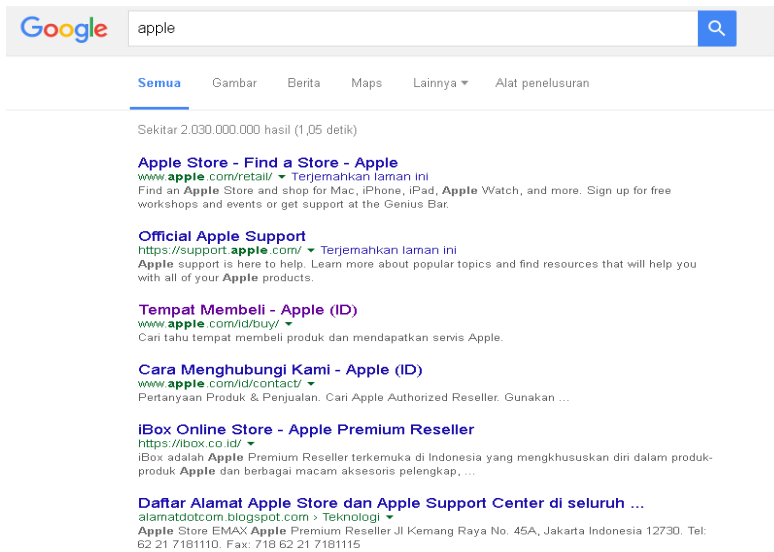 Google
apple
Semua Gambar Berita Maps Lainnya Alat penelusuran
Sekitar 2.030.000.000 hasil (1,05 detik)
Apple Store - Find a Store - Apple
www.apple.com/retail/ Terjemahkan laman ini
Find an Apple Store and shop for Mac, iPhone, iPad, Apple Watch, and more. Sign up for free
workshops and events or get support at the Genius Bar.
Official Apple Support
https://support.apple.com/ Terjemahkan laman ini
Apple support is here to help. Learn more about popular topics and find resources that will help you
with all of your Apple products.
Tempat Membeli - Apple (ID)
www.apple.com/id/buy/
Cari tahu tempat membeli produk dan mendapatkan servis Apple.
Cara Menghubungi Kami - Apple (ID)
www.apple.com/id/contact/
Pertanyaan Produk & Penjualan. Cari Apple Authorized Reseller. Gunakan ...
iBox Online Store - Apple Premium Reseller
https://ibox.co.id/
iBox adalah Apple Premium Reseller terkemuka di Indonesia yang mengkhususkan diri dalam produk-
produk Apple dan berbagai macam aksesoris pelengkap, ...
Daftar Alamat Apple Store dan Apple Support Center di seluruh ...
alamatdotcom.blogspot.com › Teknologi
Apple Store EMAX Apple Premium Reseller Jl Kemang Raya No. 45A, Jakarta Indonesia 12730. Tel:
62 21 7181110. Fax: 718 62 21 7181115